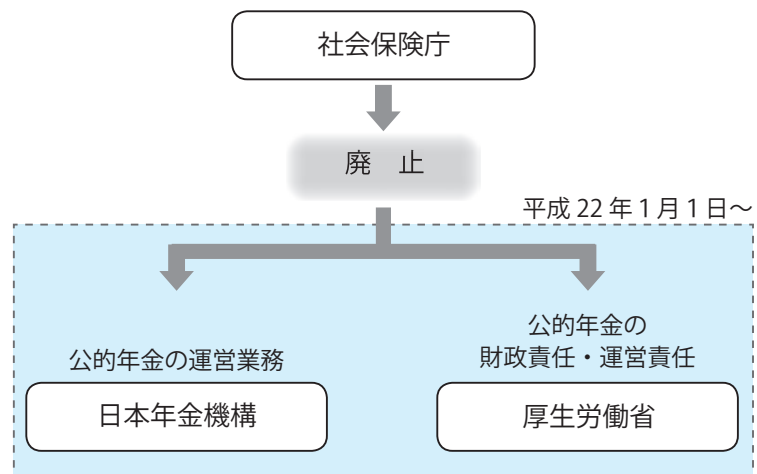 社会保険庁
廃　止
平成 22 年 1 月 1 日～
公的年金の運営業務
日本年金機構
公的年金の
財政責任・運営責任
厚生労働省